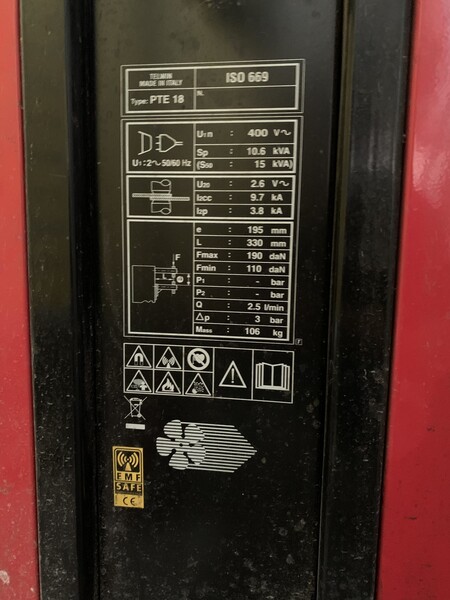 TELWIN
MADE IN ITALY
ISO 669
Type: PTE 18
N.
U1n : 400 V~
Sp : 10.6 kVA
(S50 : 15 kVA)
U1:2~50/60 Hz
U20 : 2.6 V~
I2cc : 9.7 kA
I2p : 3.8 kA
e : 195 mm
L : 330 mm
Fmax : 190 daN
Fmin : 110 daN
P1 : - bar
P2 : - bar
Q : 2.5 l/min
Δp : 3 bar
Mass : 106 kg
F
L
e
EMF
SAFE
CE